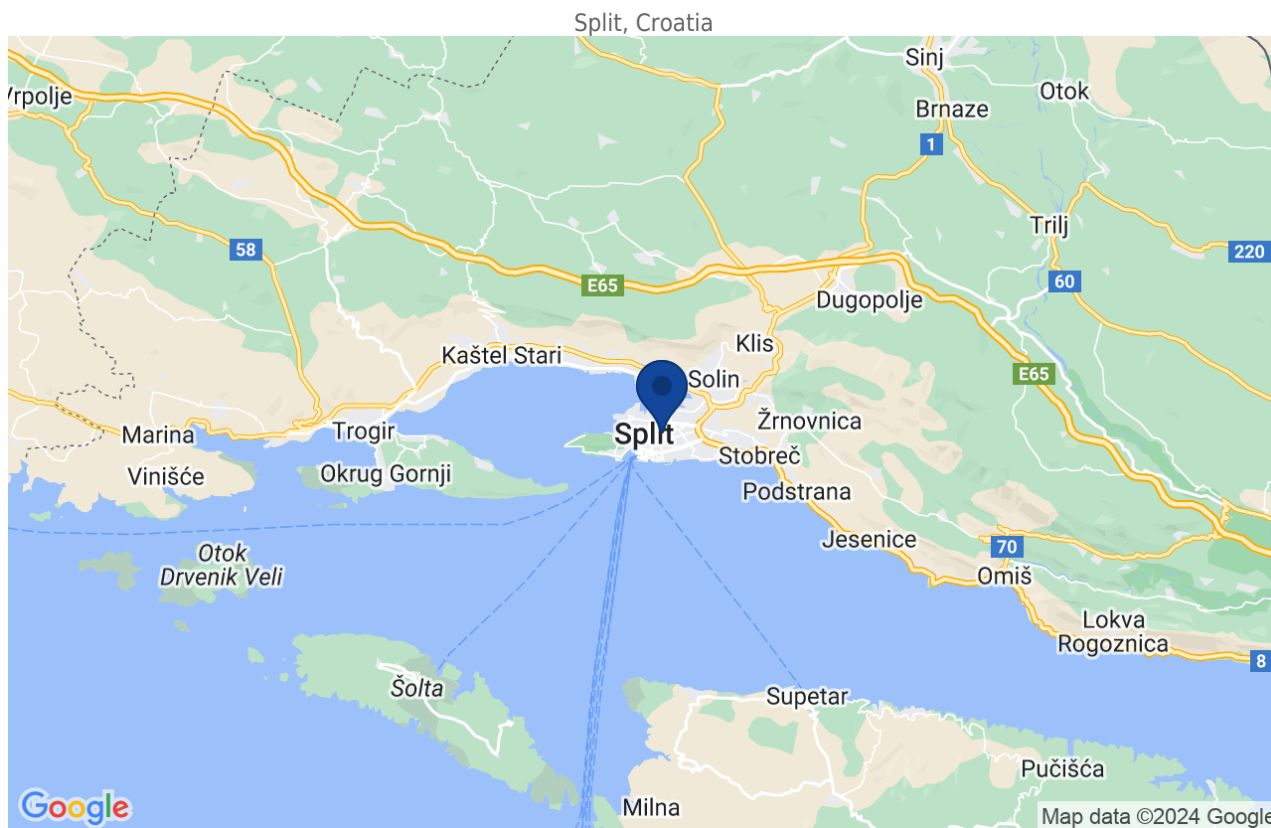 Split, Croatia
Sinj
Vrpolje
Otok
Brnaze
1
Trilj
58
220
60
E65
Dugopolje
Klis
Kaštel Stari
E65
Solin
Žrnovnica
Marina
Trogir
Split
Stobreč
Vinišće
Okrug Gornji
Podstrana
Jesenice
70
Otok
Drvenik Veli
Omiš
Lokva
Rogoznica
8
Šolta
Supetar
Pučišća
Milna
Google
Map data ©2024 Google